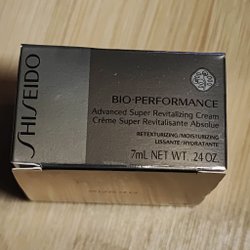 SHISEIDO
BIO-PERFORMANCE
Advanced Super Revitalizing Cream
Crème Super Revitalisante Absolue
RETEXTURIZING/MOISTURIZING
LISSANTE/HYDRATANTE
7mL NET WT. .24 OZ.